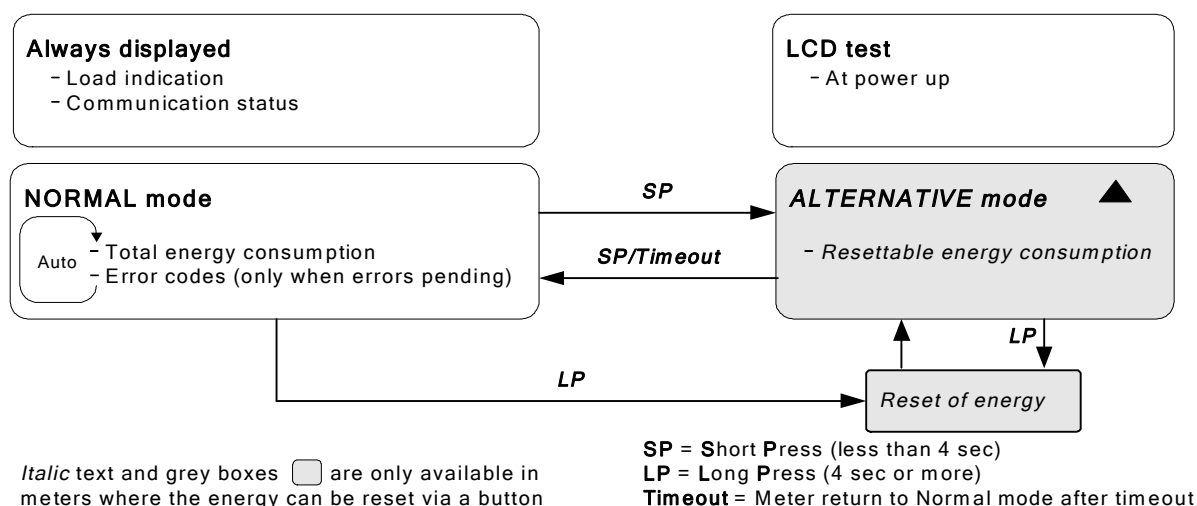 Always displayed
- Load indication
- Communication status
LCD test
- At power up
NORMAL mode
Auto
- Total energy consumption
- Error codes (only when errors pending)
SP
SP/Timeout
ALTERNATIVE mode
- Resettable energy consumption
LP
LP
Reset of energy
Italic text and grey boxes are only available in
meters where the energy can be reset via a button
SP = Short Press (less than 4 sec)
LP = Long Press (4 sec or more)
Timeout = Meter return to Normal mode after timeout